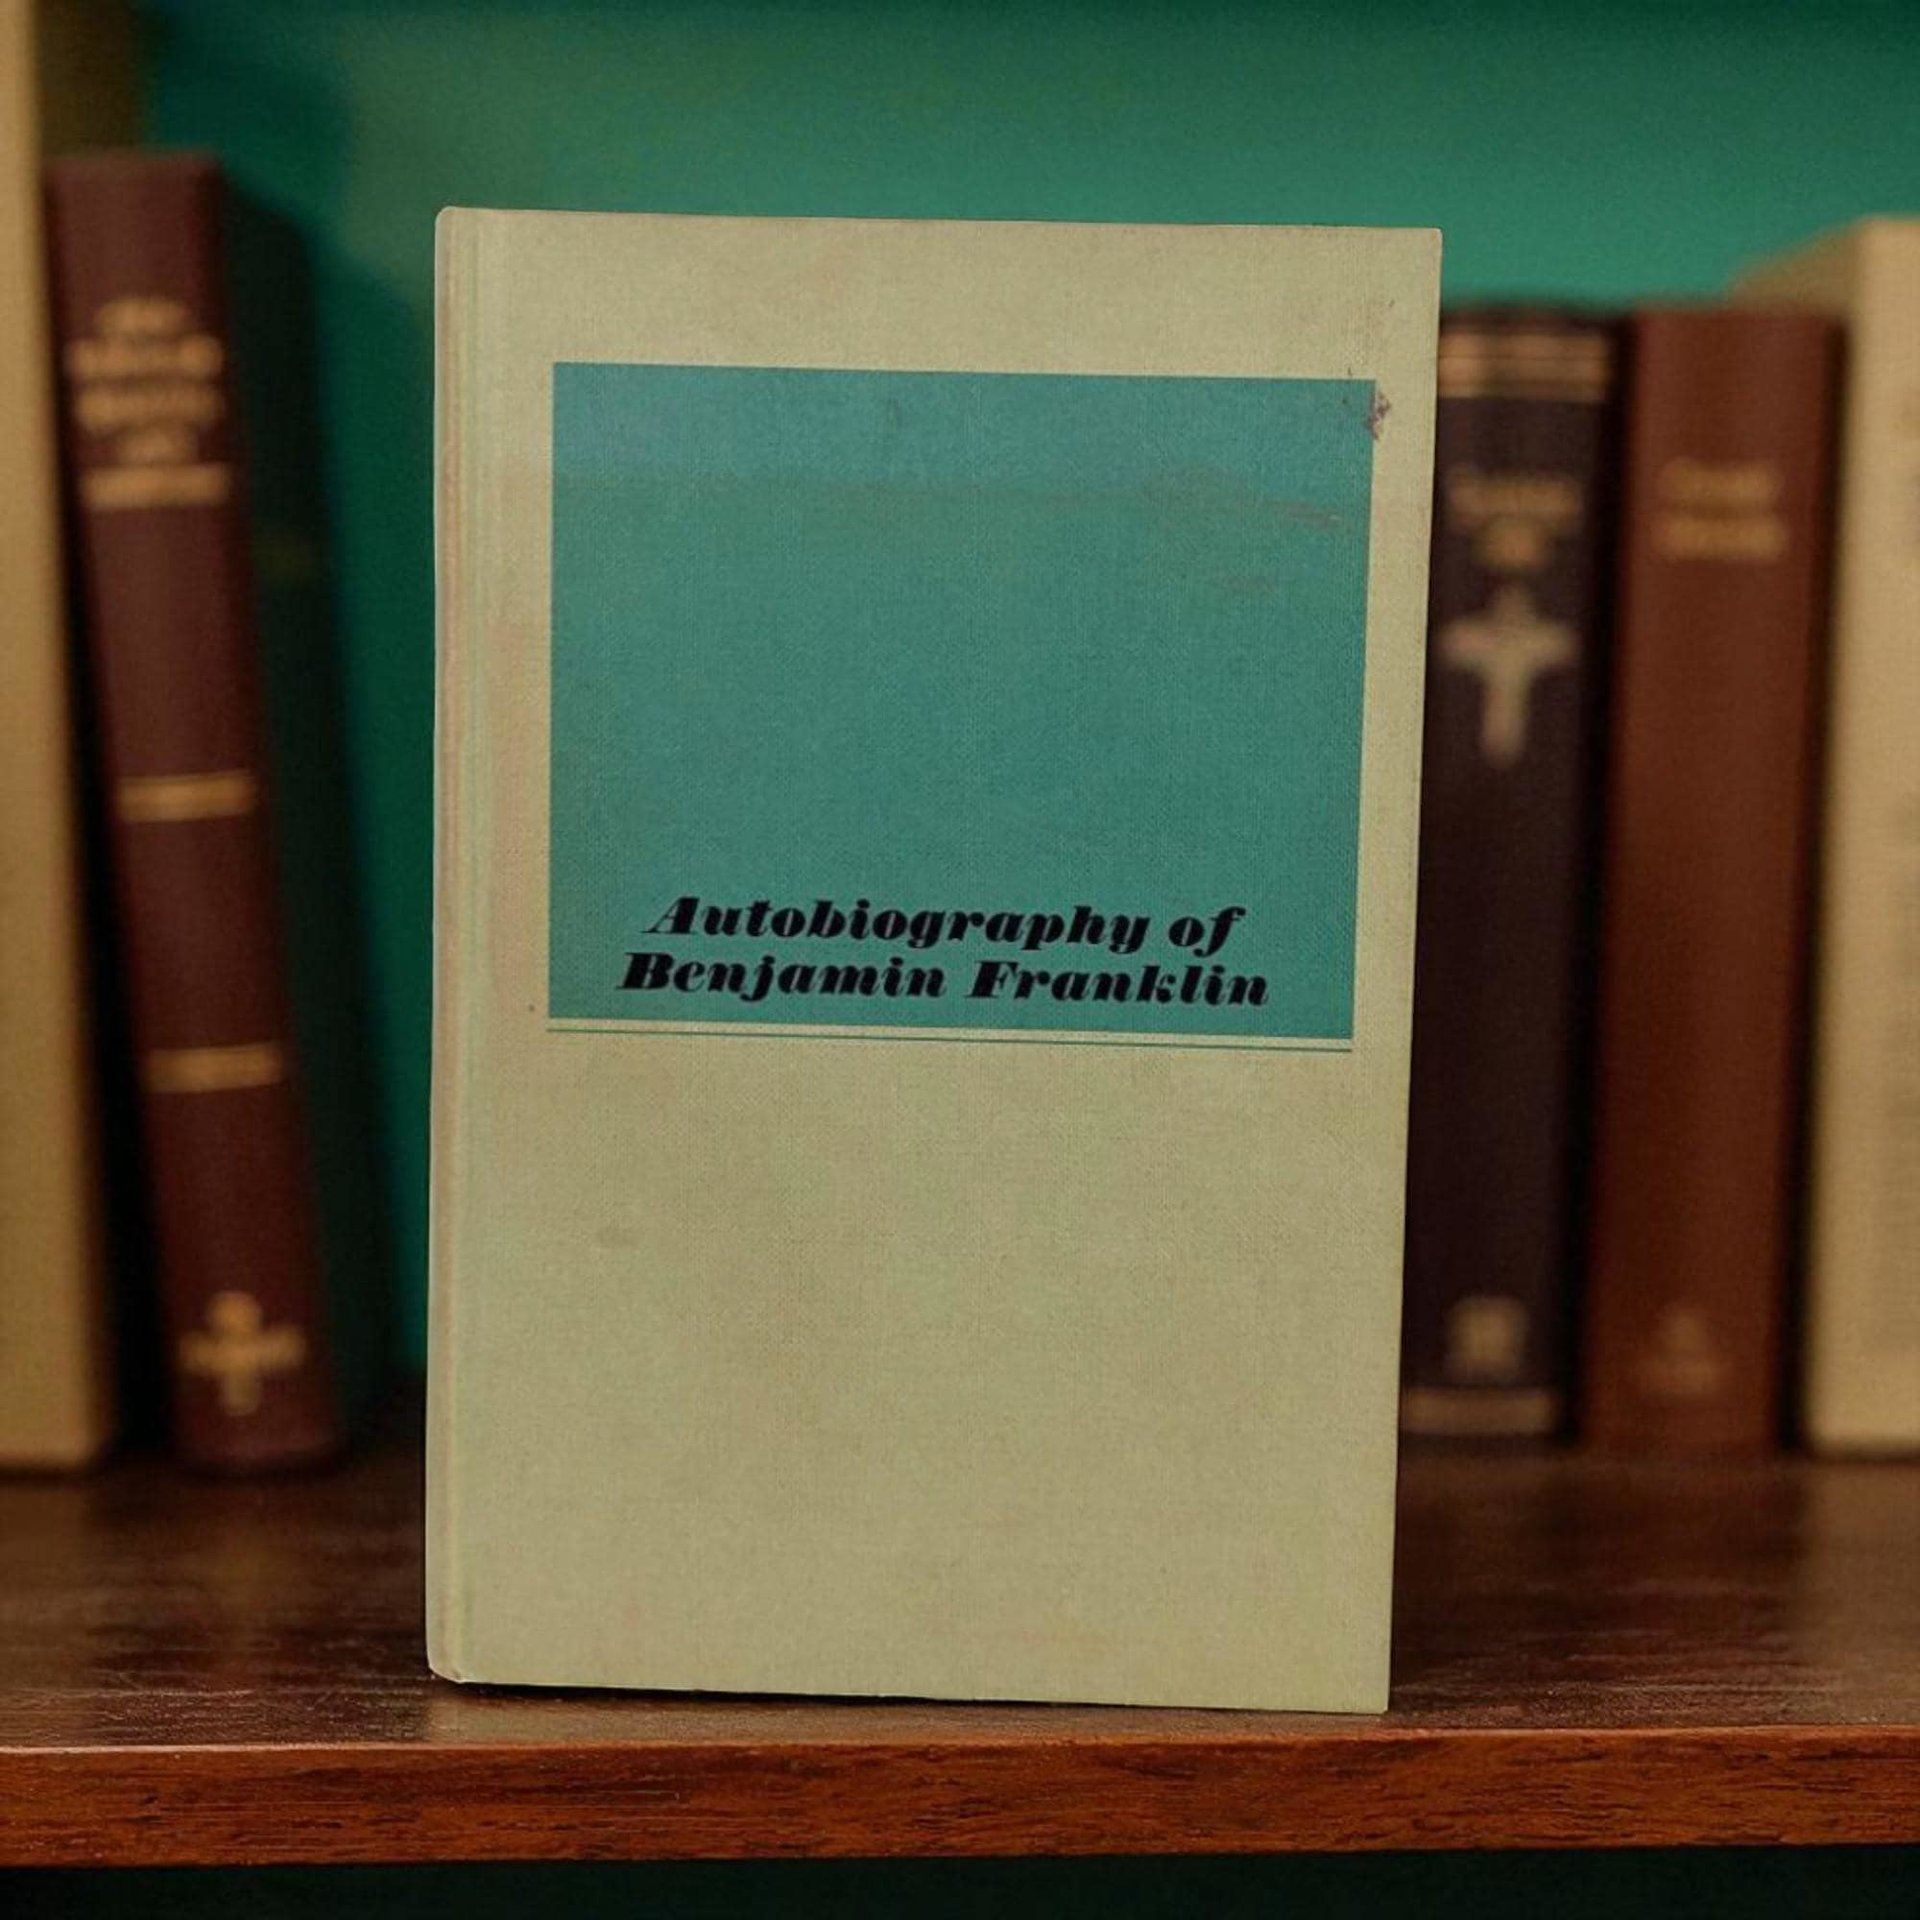 Autobiography of
Benjamin Franklin